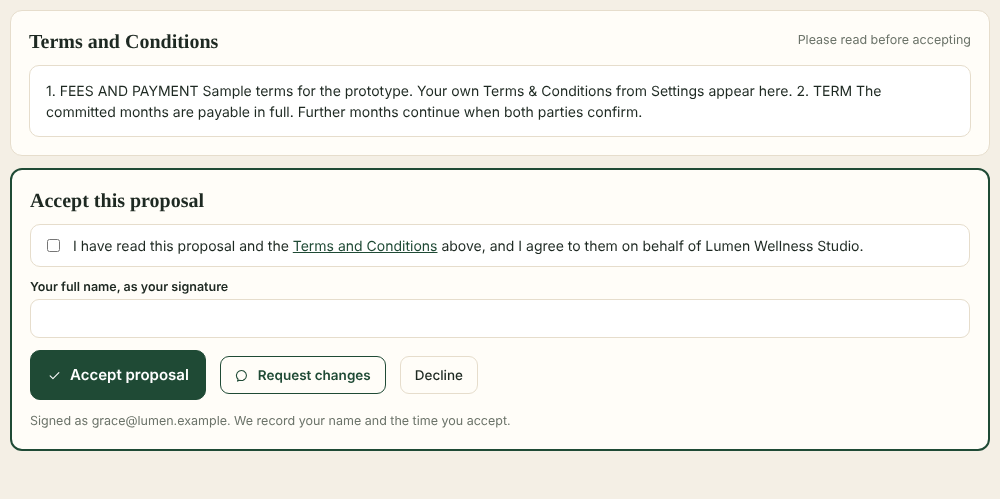 Terms and Conditions
Please read before accepting
1. FEES AND PAYMENT Sample terms for the prototype. Your own Terms & Conditions from Settings appear here. 2. TERM The
committed months are payable in full. Further months continue when both parties confirm.
Accept this proposal
I have read this proposal and the Terms and Conditions above, and I agree to them on behalf of Lumen Wellness Studio.
Your full name, as your signature
Accept proposal
Request changes
Decline
Signed as grace@lumen.example. We record your name and the time you accept.